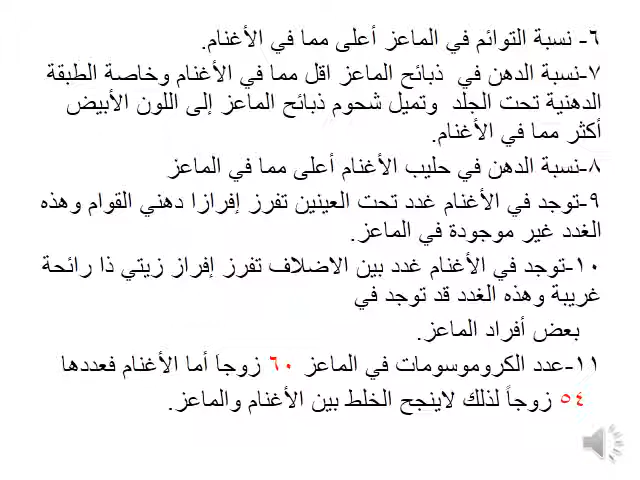 ٦- نسبة التوائم في الماعز أعلى مما في الأغنام.
٧-نسبة الدهن في ذبائح الماعز اقل مما في الأغنام وخاصة الطبقة
الدهنية تحت الجلد وتميل شحوم ذبائح الماعز إلى اللون الأبيض
أكثر مما في الأغنام.
٨-نسبة الدهن في حليب الأغنام أعلى مما في الماعز
٩-توجد في الأغنام غدد تحت العينين تفرز إفرازا دهني القوام وهذه
الغدد غير موجودة في الماعز.
١٠-توجد في الأغنام غدد بين الاضلاف تفرز إفراز زيتي ذا رائحة
غريبة وهذه الغدد قد توجد في
بعض أفراد الماعز.
١١-عدد الكروموسومات في الماعز ٦٠ زوجاً أما الأغنام فعددها
٥٤ زوجاً لذلك لاينجح الخلط بين الأغنام والماعز.